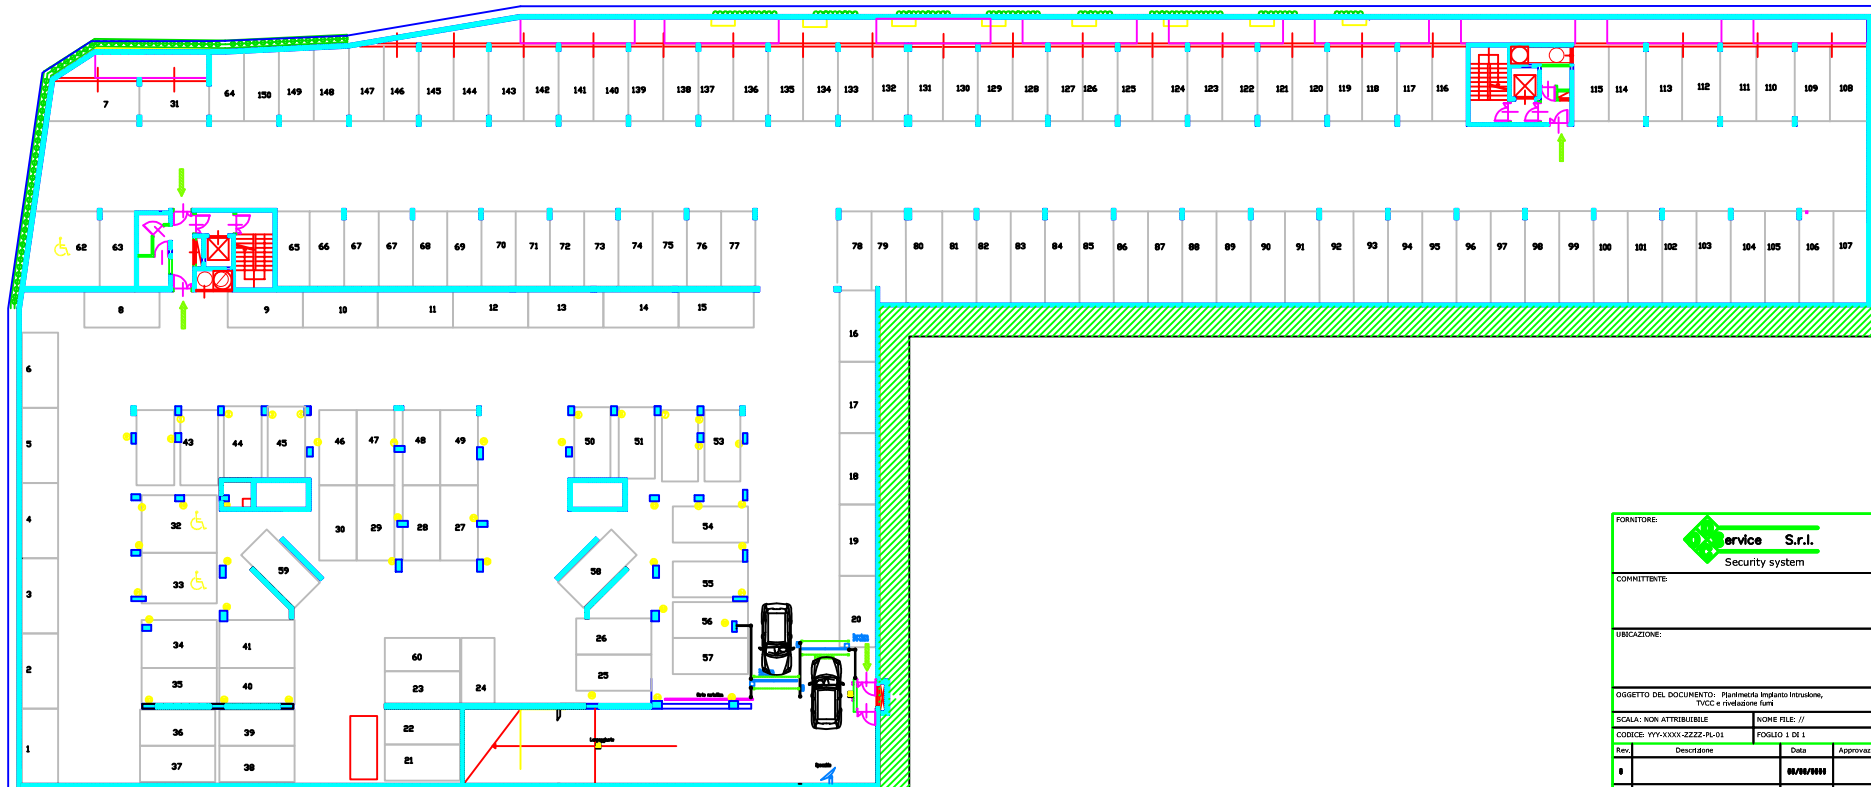 7 31 64 150 149 148 147 146 145 144 143 142 141 140 139 138 137 136 135 134 133 132 131 130 129 128 127 126 125 124 123 122 121 120 119 118 117 116 115 114 113 112 111 110 109 108
62 63 65 66 67 67 68 69 70 71 72 73 74 75 76 77 78 79 80 81 82 83 84 85 86 87 88 89 90 91 92 93 94 95 96 97 98 99 100 101 102 103 104 105 106 107
8 9 10 11 12 13 14 15
16
6
17
5 43 44 45 46 47 48 49 50 51 53
18
4 32 30 29 28 27 54
19
59 58
3 33 55
20
56
34 41 26
60 57
2 25
35 40 23 24
36 39 22
1
37 38 21
FORNITORE:
ervice S.r.l.
Security system
COMMITTENTE:
UBICAZIONE:
OGGETTO DEL DOCUMENTO: Planimetria Impianto Intrusione,
TVCC e rivelazione fumi
SCALA: NON ATTRIBUIBILE NOME FILE: //
CODICE: YYY-XXXX-ZZZZ-PL-01 FOGLIO 1 DI 1
Rev. Descrizione Data Approvaz
0